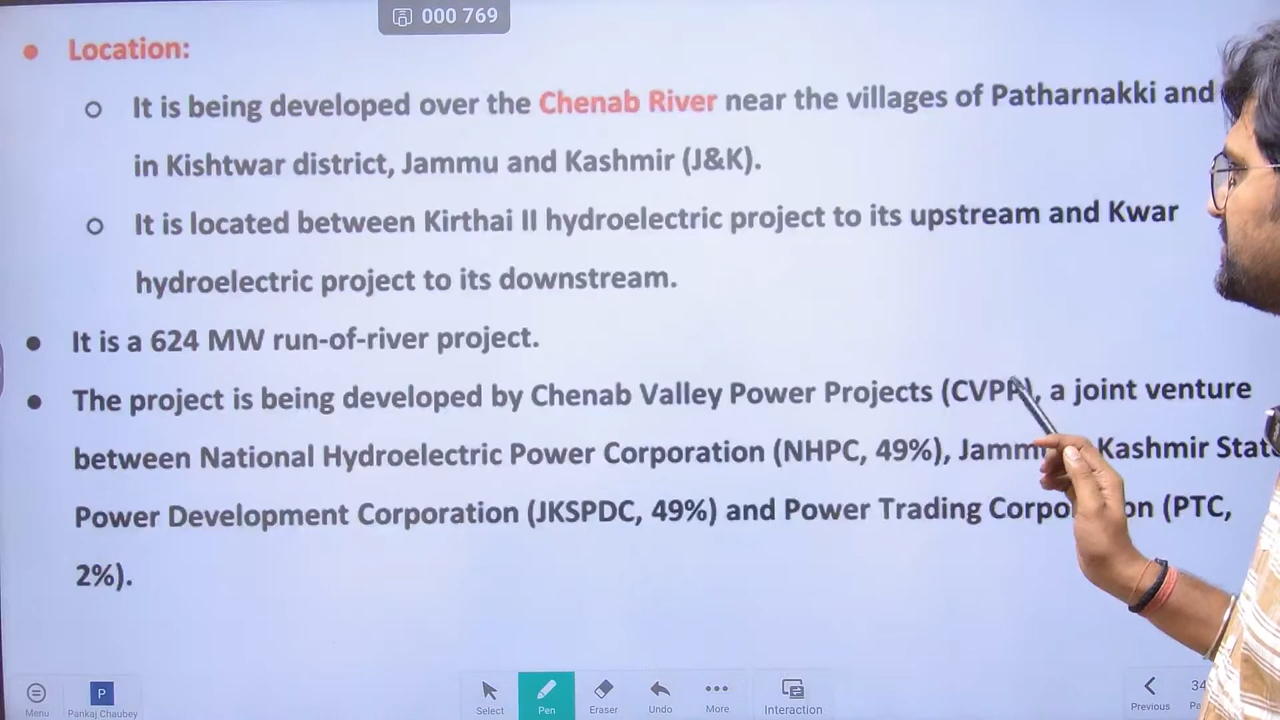 000 769
Location:
It is being developed over the Chenab River near the villages of Patharnakki and
in Kishtwar district, Jammu and Kashmir (J&K).
It is located between Kirthai II hydroelectric project to its upstream and Kwar
hydroelectric project to its downstream.
It is a 624 MW run-of-river project.
The project is being developed by Chenab Valley Power Projects (CVPP), a joint venture
between National Hydroelectric Power Corporation (NHPC, 49%), Kashmir
Power Development Corporation (JKSPDC, 49%) and Power Trading (PTC,
2%).
Select Pen Eraser Undo More Interaction Previous 34
Menu P Pankaj Chaubey